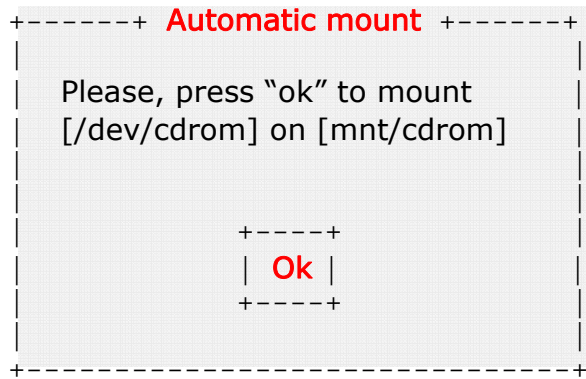 +------+ Automatic mount +------+
Please, press “ok” to mount
[/dev/cdrom] on [mnt/cdrom]
+----+
| Ok |
+----+
+------------------------------+